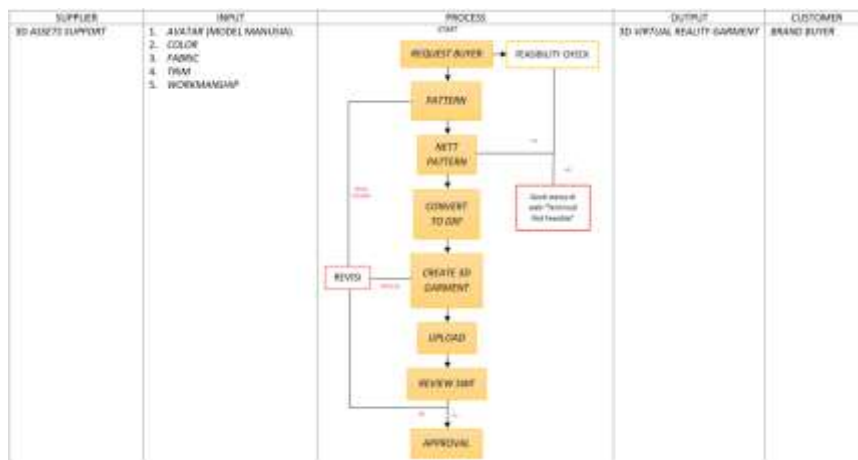 SUPPLIER
INPUT
PROCESS
OUTPUT
CUSTOMER
3D ASSETS SUPPORT
1. AVATAR (MODEL MANUSIA)
2. COLOR
3. FABRIC
4. TRIM
5. WORKMANSHIP
START
REQUEST BUYER
FEASIBILITY CHECK
PATTERN
NETT
PATTERN
CONVERT
TO DXF
CREATE 3D
GARMENT
REVISI
UPLOAD
REVIEW
APPROVAL
3D VIRTUAL REALITY GARMENT
BRAND BUYER